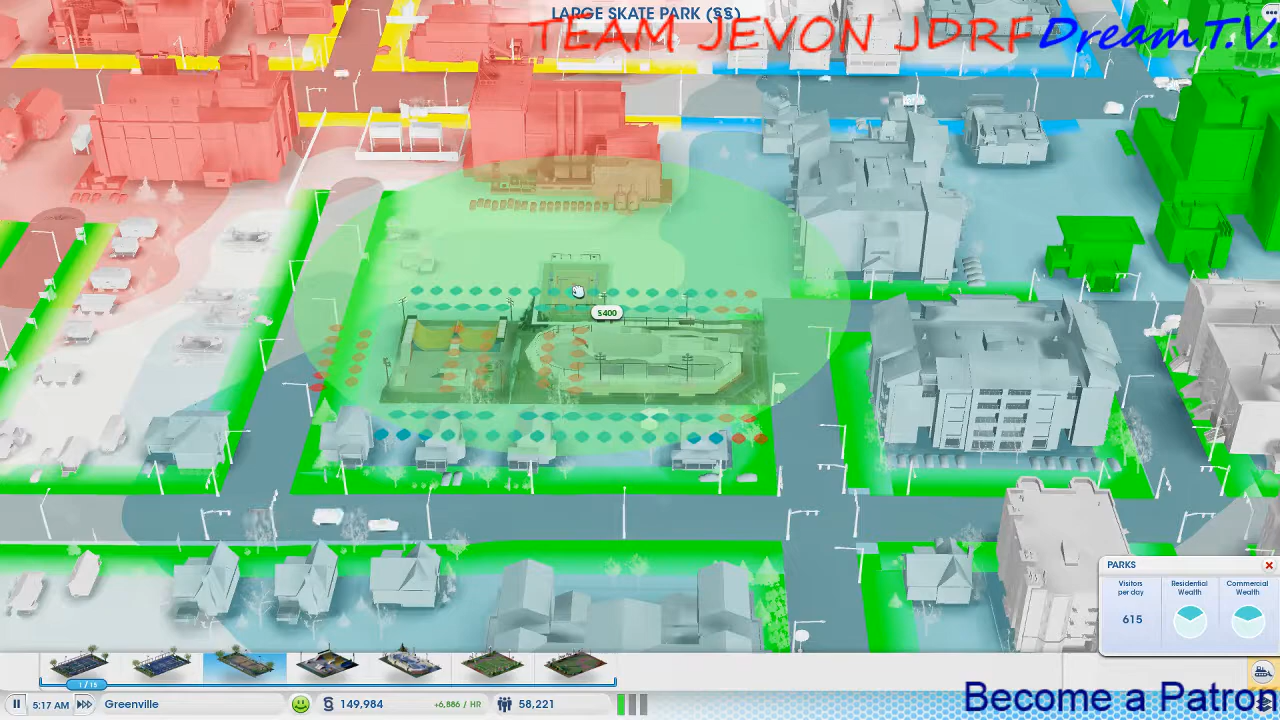 LARGE SKATE PARK (§§)
TEAM JEVON JDRF Dream T.V.
§400
PARKS
Visitors per day
Residential Wealth
Commercial Wealth
615
1 / 15
5:17 AM
Greenville
149,984
+6,886 / HR
58,221
Become a Patron